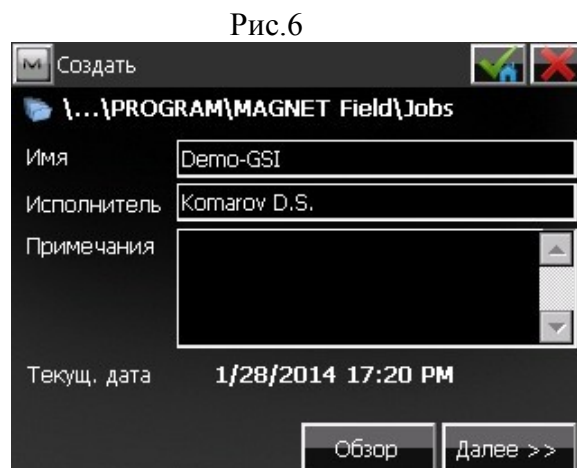 Рис.6
Создать
\...\PROGRAM\MAGNET Field\Jobs
Имя Demo-GSI
Исполнитель Komarov D.S.
Примечания
Текущ. дата 1/28/2014 17:20 PM
Обзор Далее >>